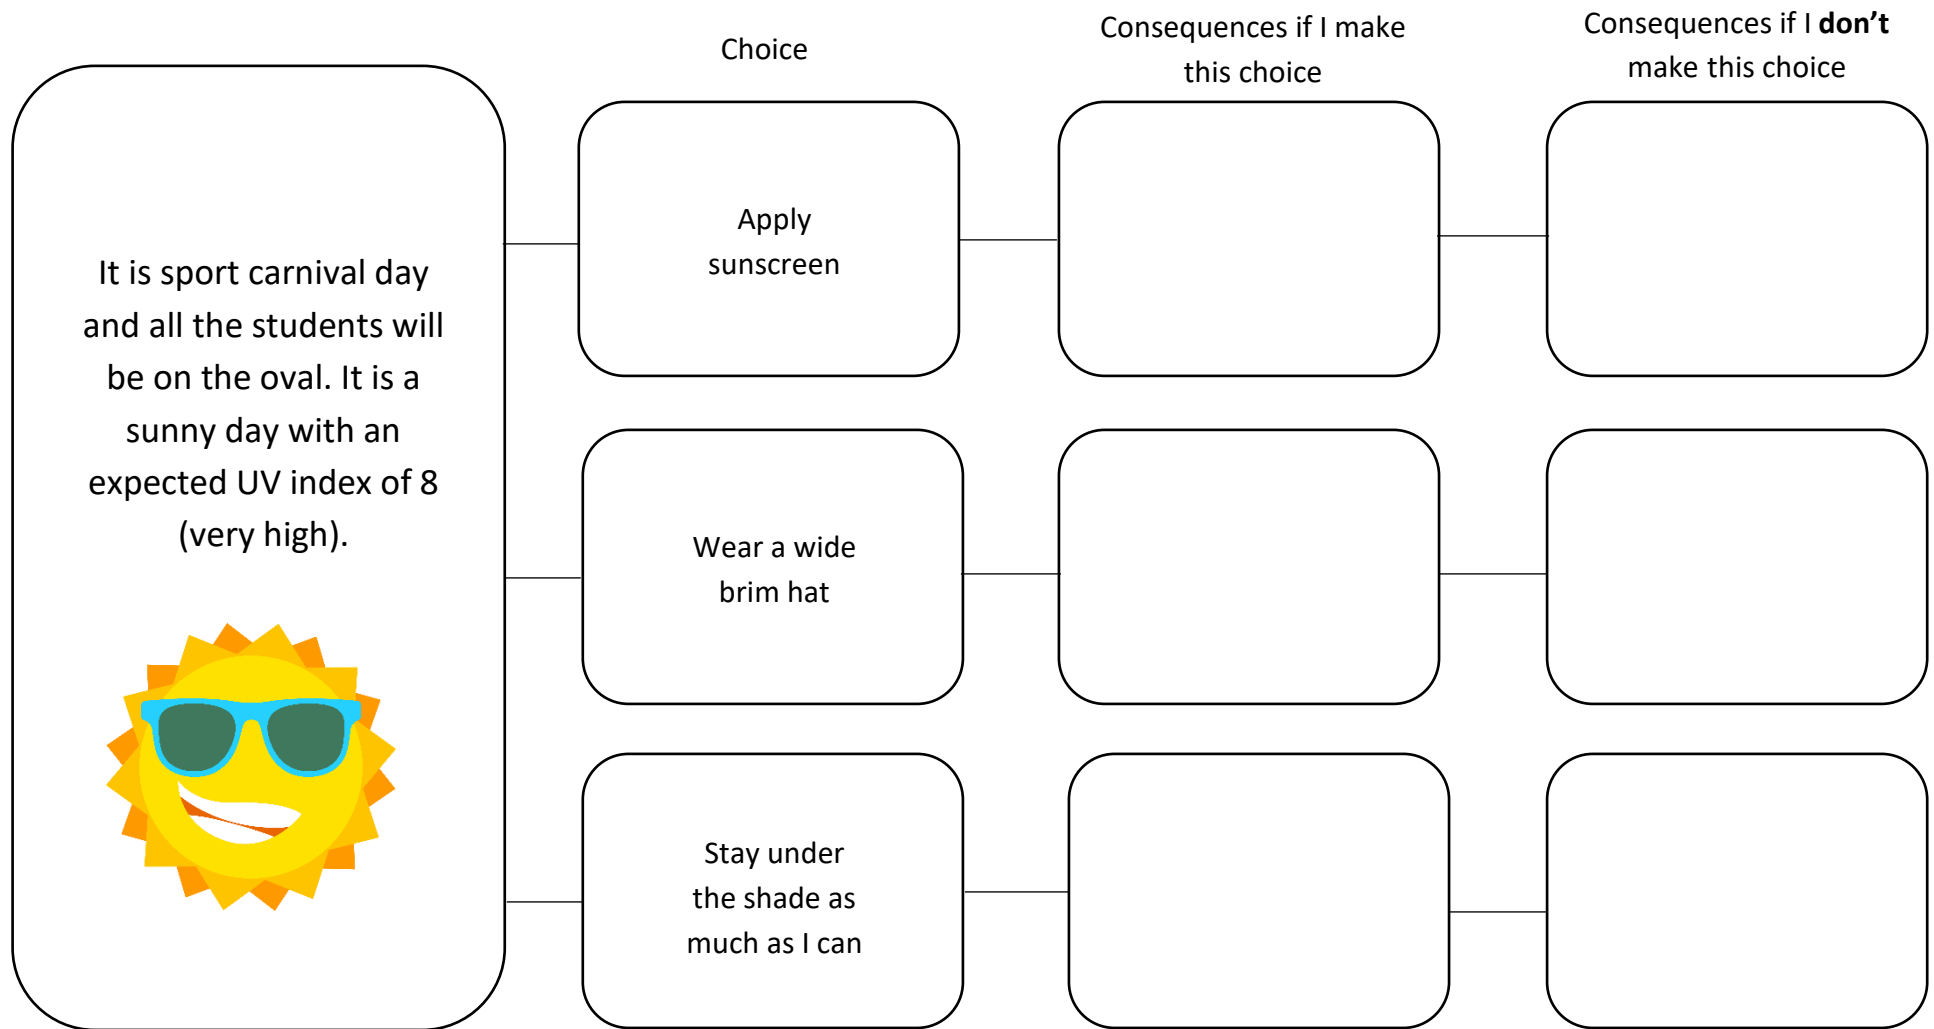 Choice
Consequences if I make
this choice
Consequences if I don’t
make this choice
It is sport carnival day
and all the students will
be on the oval. It is a
sunny day with an
expected UV index of 8
(very high).
Apply
sunscreen
Wear a wide
brim hat
Stay under
the shade as
much as I can